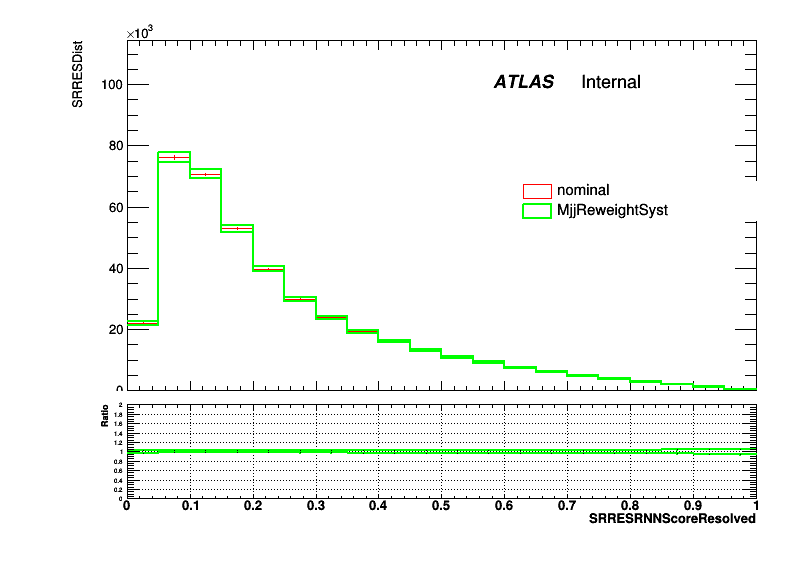 ×10³
SRRESDist
100
80
60
40
20
0
ATLAS Internal
nominal
MjjReweightSyst
Ratio
2
1.8
1.6
1.4
1.2
1
0.8
0.6
0.4
0.2
0
0 0.1 0.2 0.3 0.4 0.5 0.6 0.7 0.8 0.9 1
SRRESRNNScoreResolved